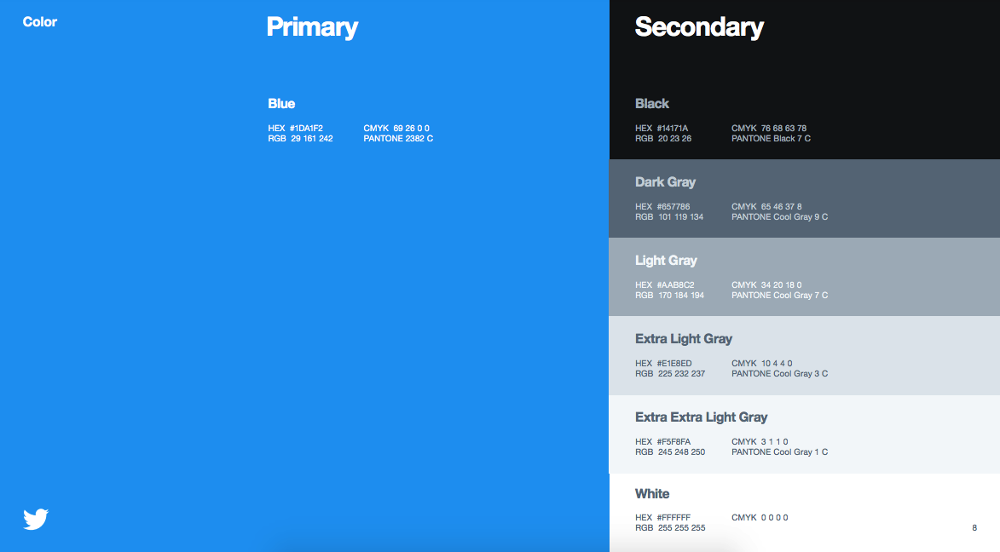 Color
Primary
Blue
HEX #1DA1F2
RGB 29 161 242
CMYK 69 26 0 0
PANTONE 2382 C
Secondary
Black
HEX #14171A
RGB 20 23 26
CMYK 76 68 63 78
PANTONE Black 7 C
Dark Gray
HEX #657786
RGB 101 119 134
CMYK 65 46 37 8
PANTONE Cool Gray 9 C
Light Gray
HEX #AAB8C2
RGB 170 184 194
CMYK 34 20 18 0
PANTONE Cool Gray 7 C
Extra Light Gray
HEX #E1E8ED
RGB 225 232 237
CMYK 10 4 4 0
PANTONE Cool Gray 3 C
Extra Extra Light Gray
HEX #F5F8FA
RGB 245 248 250
CMYK 3 1 1 0
PANTONE Cool Gray 1 C
White
HEX #FFFFFF
RGB 255 255 255
CMYK 0 0 0 0
8